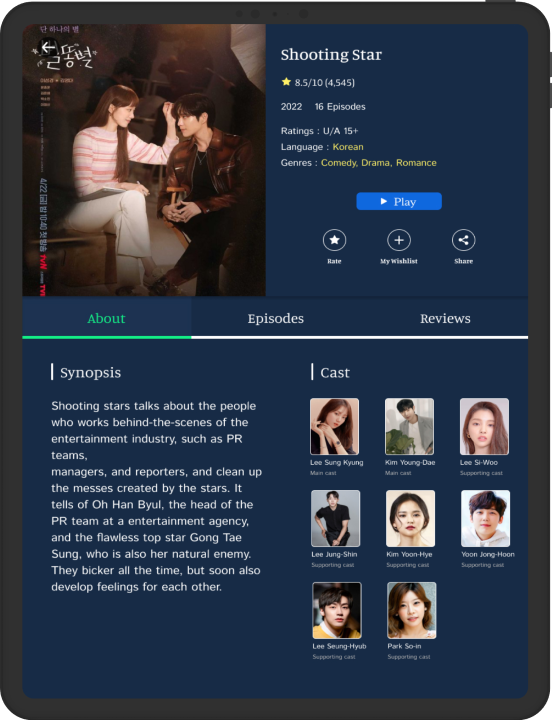 단 하나의 별
별똥별
4/22 [금] 밤 10:40 첫방송 tvN
Shooting Star
8.5/10 (4,545)
2022 16 Episodes
Ratings : U/A 15+
Language : Korean
Genres : Comedy, Drama, Romance
Play
Rate
My Wishlist
Share
About
Episodes
Reviews
Synopsis
Shooting stars talks about the people
who works behind-the-scenes of the
entertainment industry, such as PR
teams,
managers, and reporters, and clean up
the messes created by the stars. It
tells of Oh Han Byul, the head of the
PR team at a entertainment agency,
and the flawless top star Gong Tae
Sung, who is also her natural enemy.
They bicker all the time, but soon also
develop feelings for each other.
Cast
Lee Sung Kyung
Main cast
Kim Young-Dae
Main cast
Lee Si-Woo
Supporting cast
Lee Jung-Shin
Supporting cast
Kim Yoon-Hye
Supporting cast
Yoon Jong-Hoon
Supporting cast
Lee Seung-Hyub
Supporting cast
Park So-in
Supporting cast